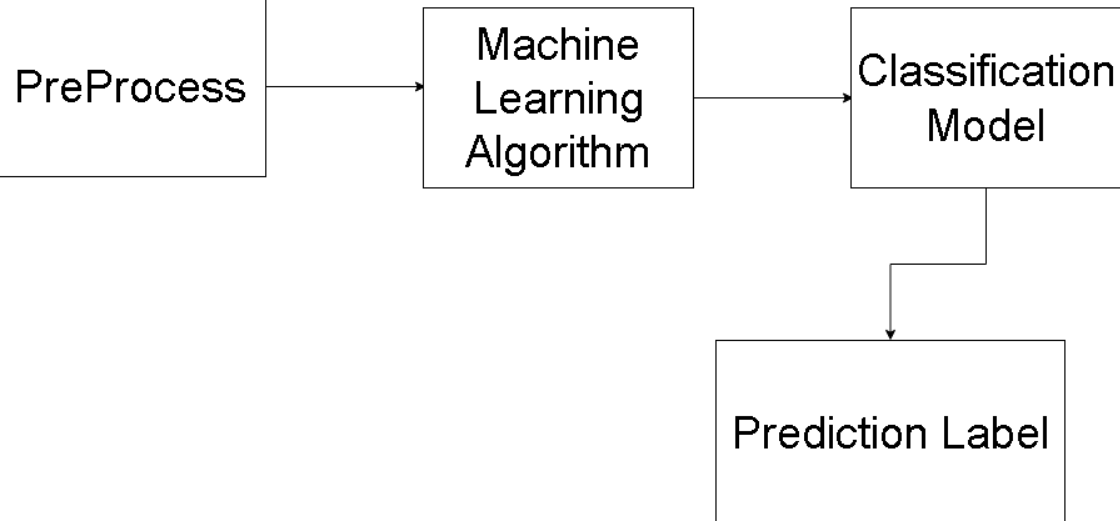 PreProcess
Machine
Learning
Algorithm
Classification
Model
Prediction Label